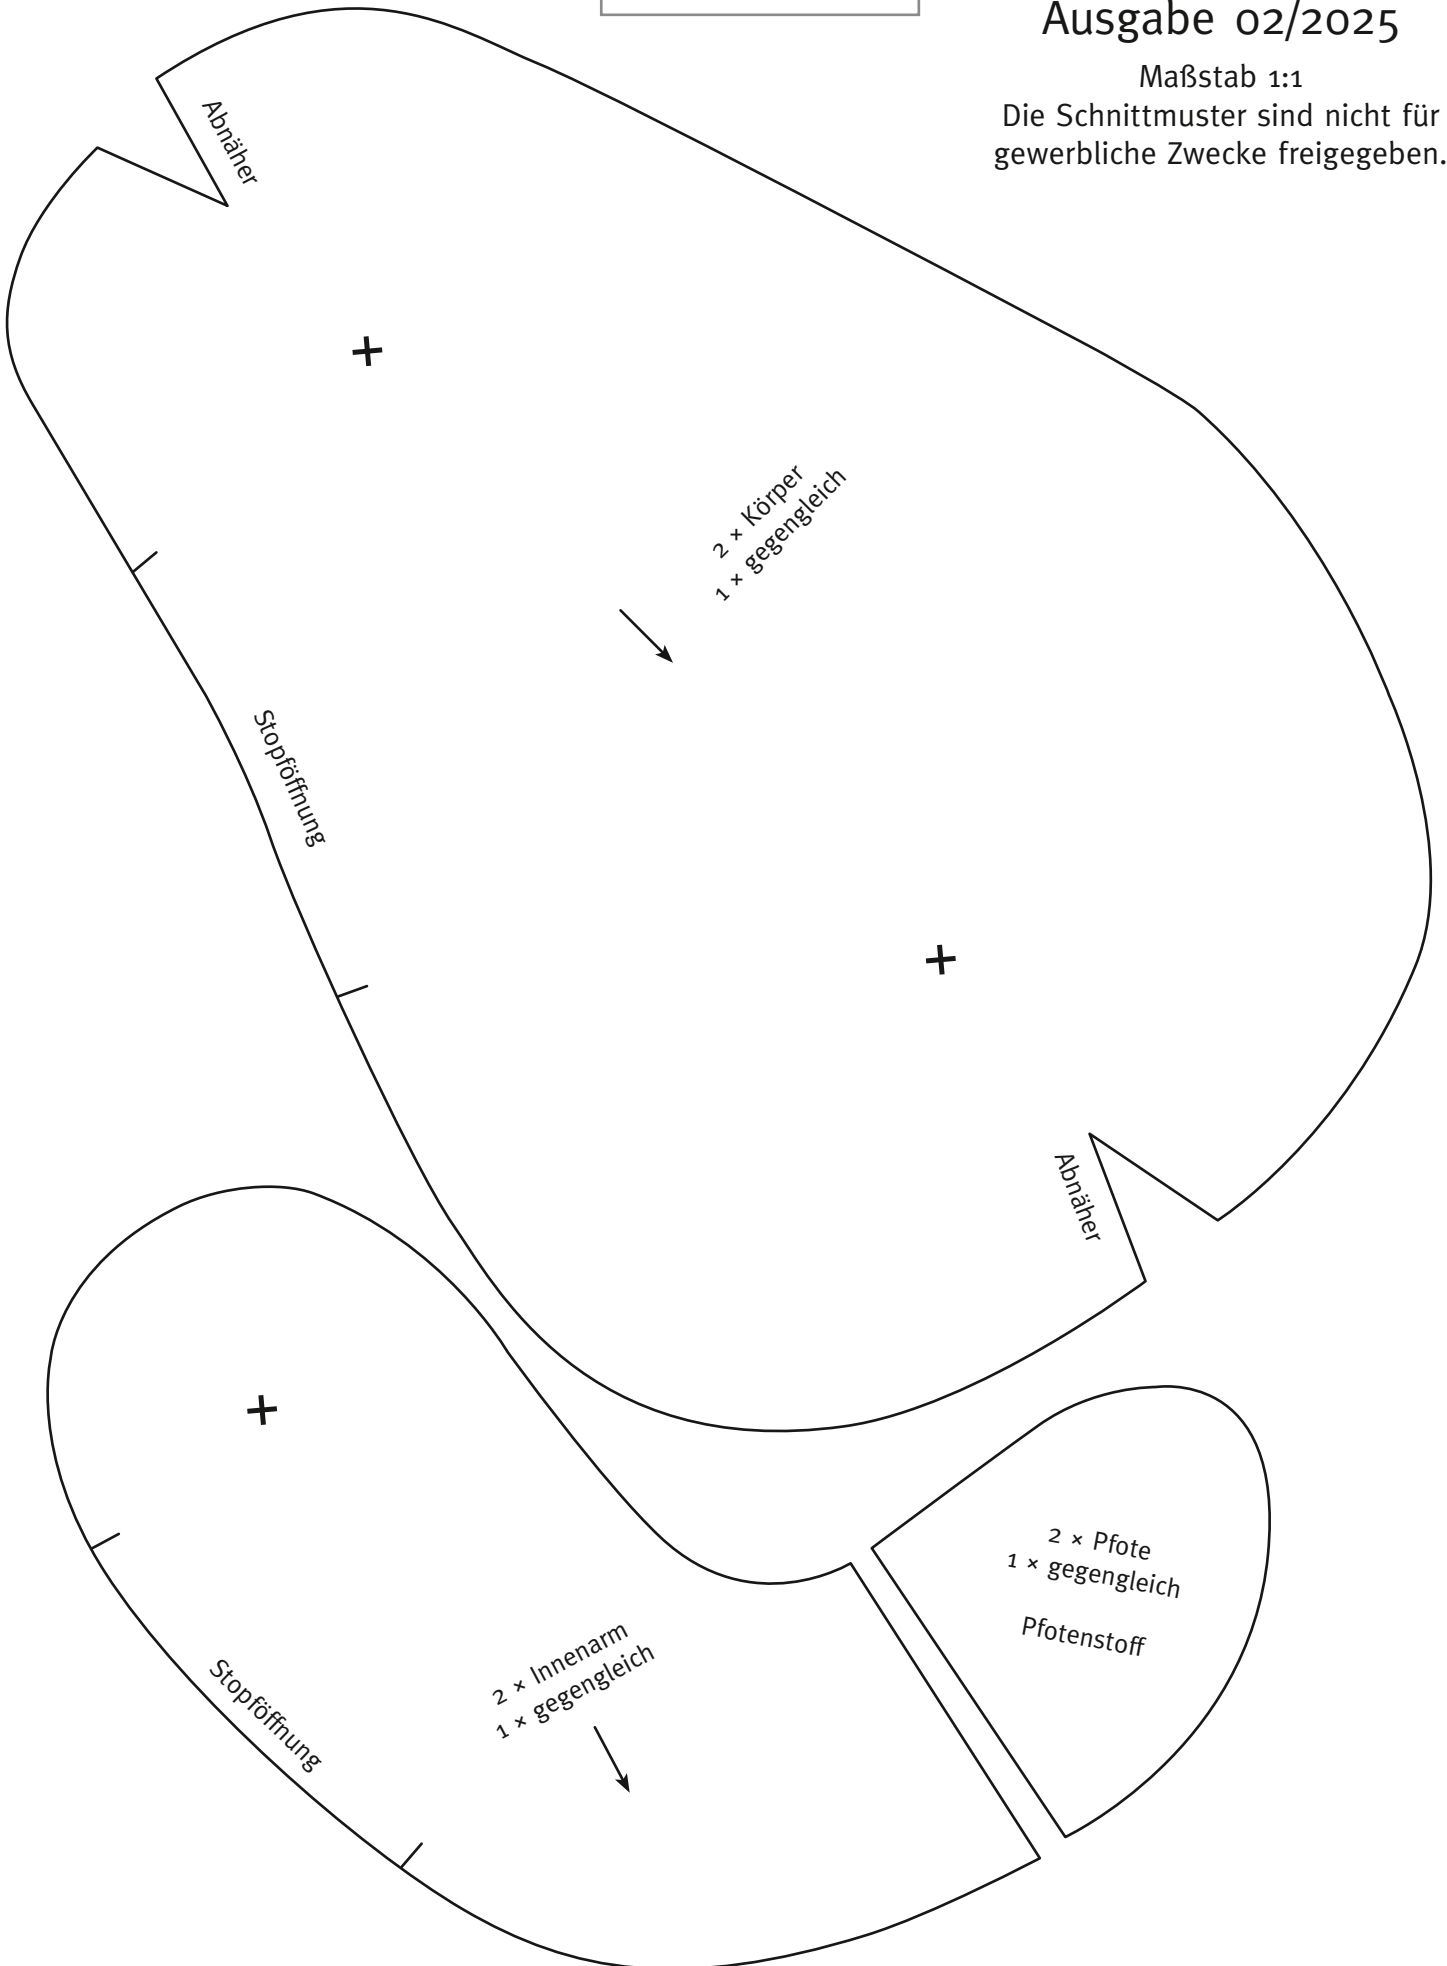 Ausgabe 02/2025
Maßstab 1:1
Die Schnittmuster sind nicht für
gewerbliche Zwecke freigegeben.
Abnäher
2 × Körper
1 × gegengleich
Stopföffnung
Abnäher
2 × Pfote
1 × gegengleich
Pfotenstoff
2 × Innenarm
1 × gegengleich
Stopföffnung